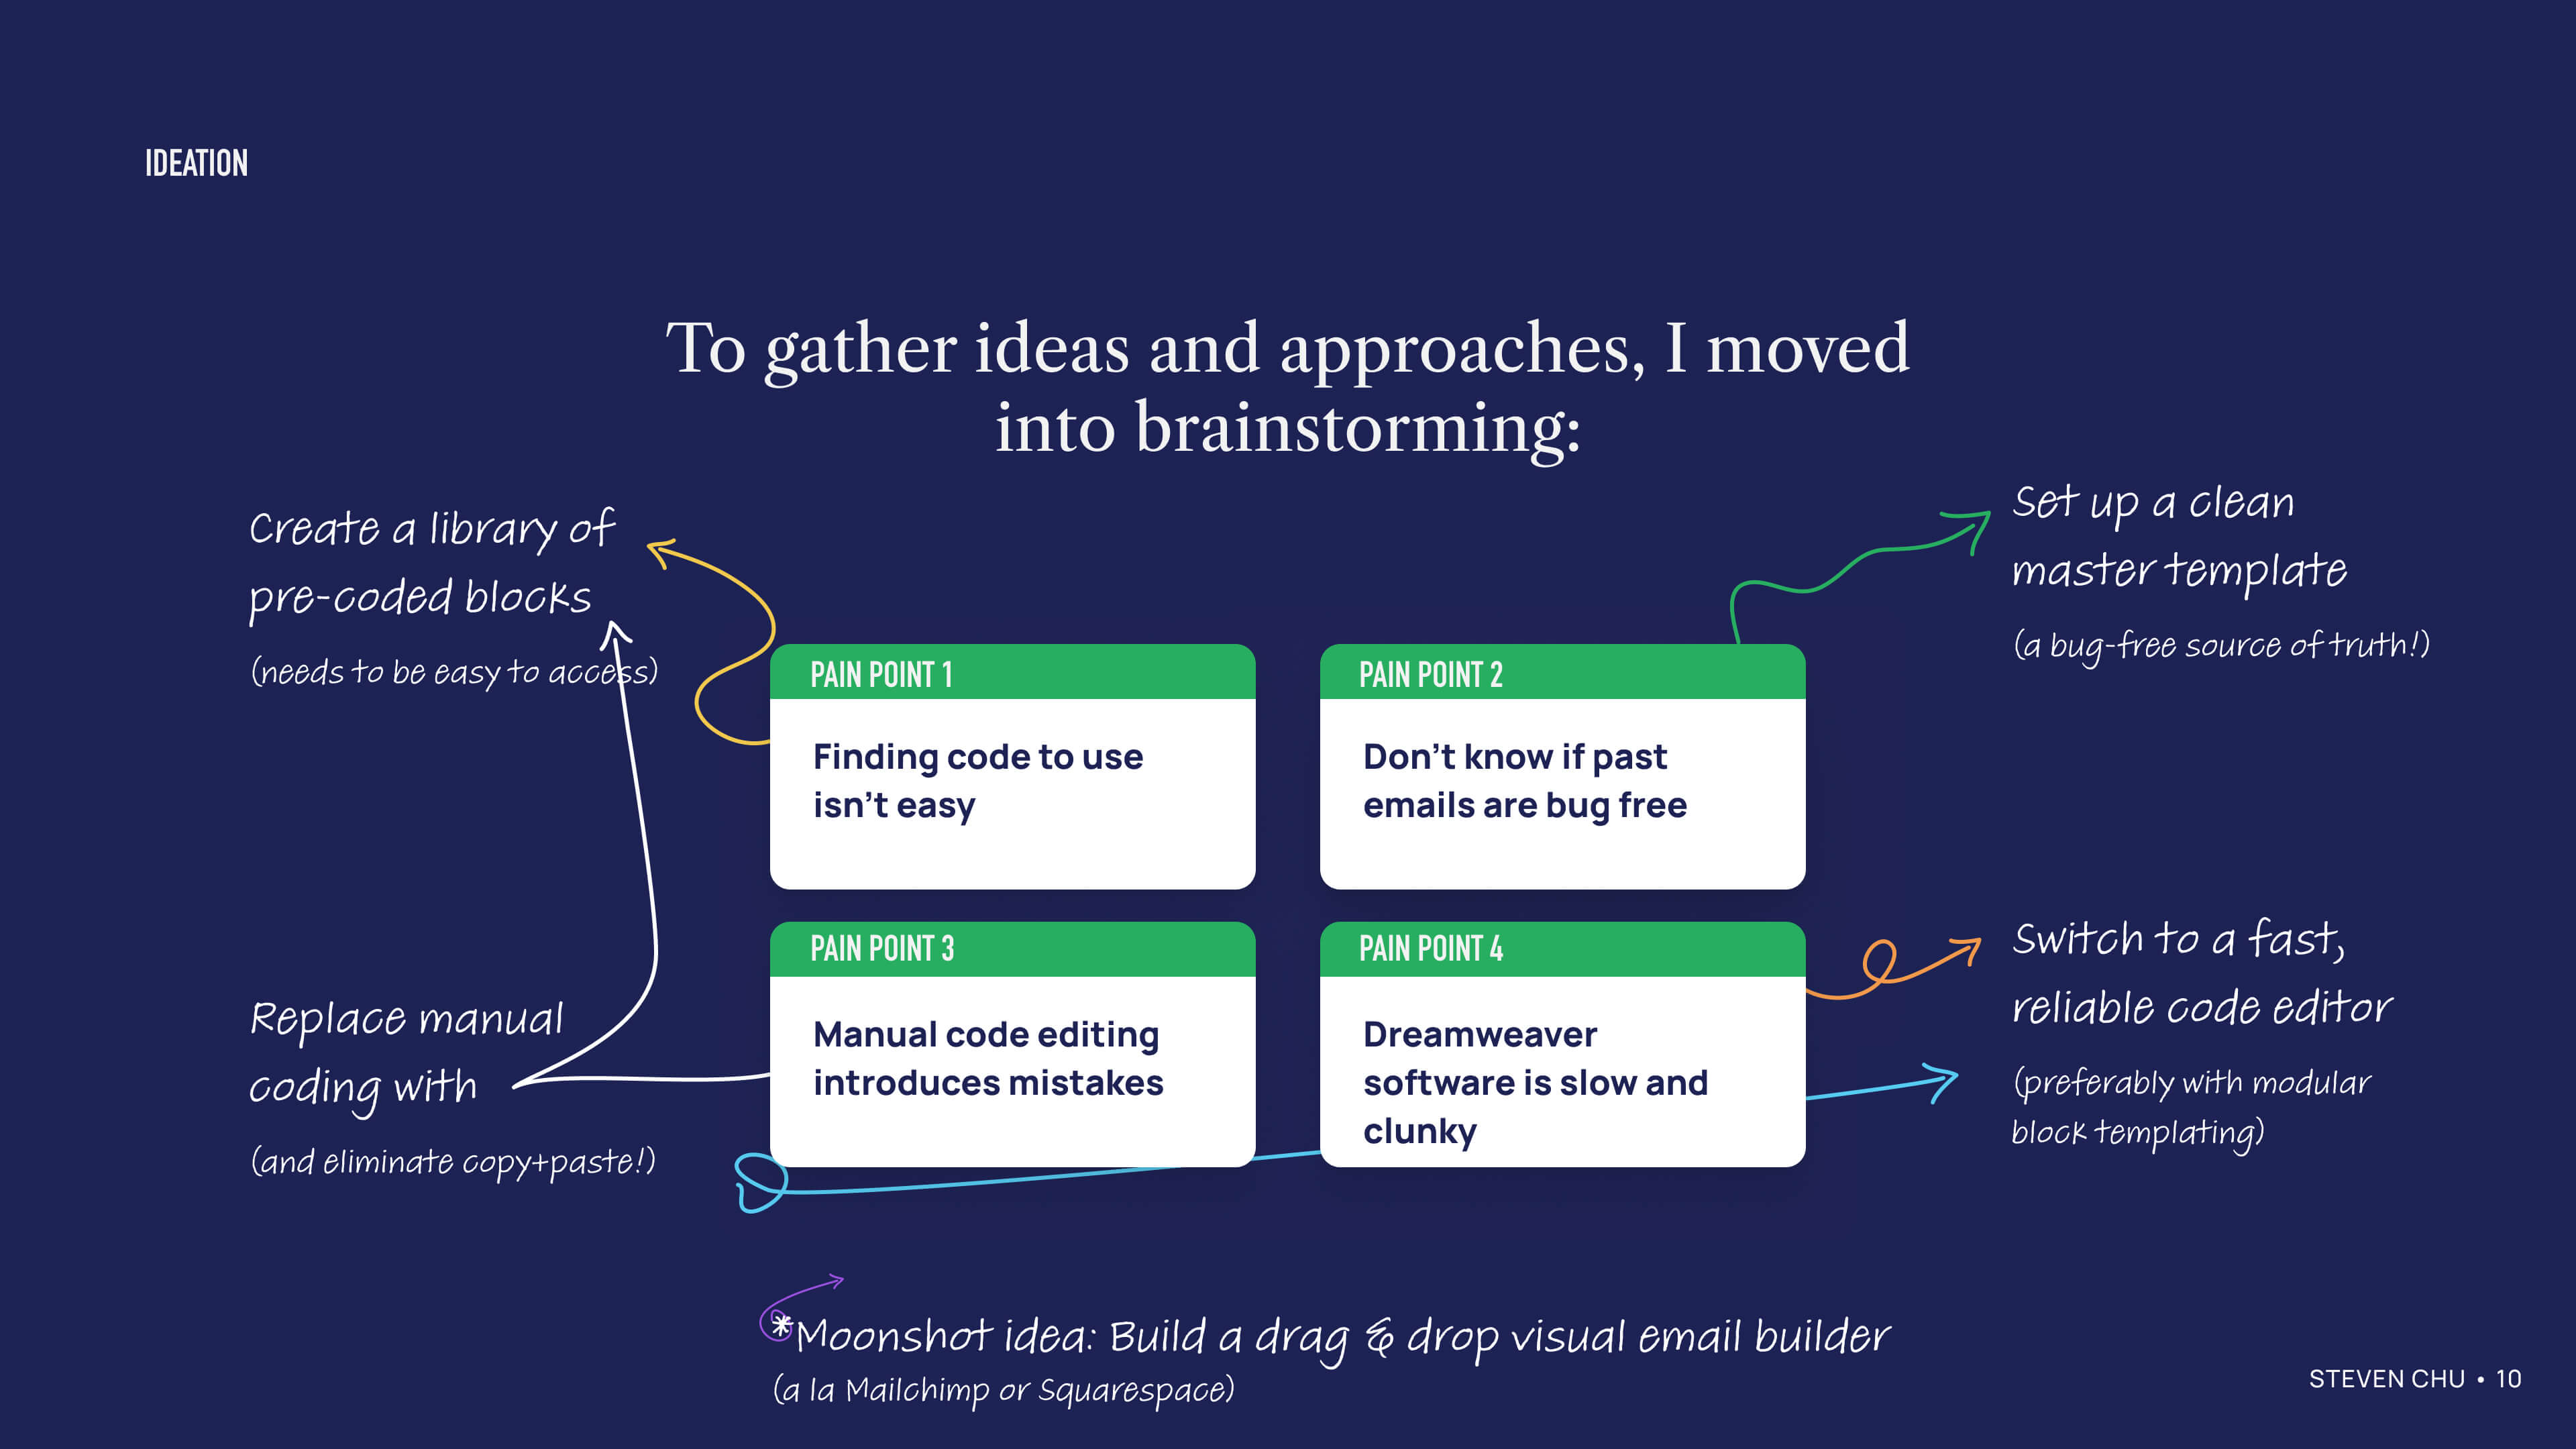 IDEATION
To gather ideas and approaches, I moved
into brainstorming:
Create a library of
pre-coded blocks
(needs to be easy to access)
Set up a clean
master template
(a bug-free source of truth!)
PAIN POINT 1
Finding code to use
isn't easy
PAIN POINT 2
Don't know if past
emails are bug free
Replace manual
coding with
(and eliminate copy+paste!)
PAIN POINT 3
Manual code editing
introduces mistakes
PAIN POINT 4
Dreamweaver
software is slow and
clunky
Switch to a fast,
reliable code editor
(preferably with modular
block templating)
*Moonshot idea: Build a drag & drop visual email builder
(a la Mailchimp or Squarespace)
STEVEN CHU • 10